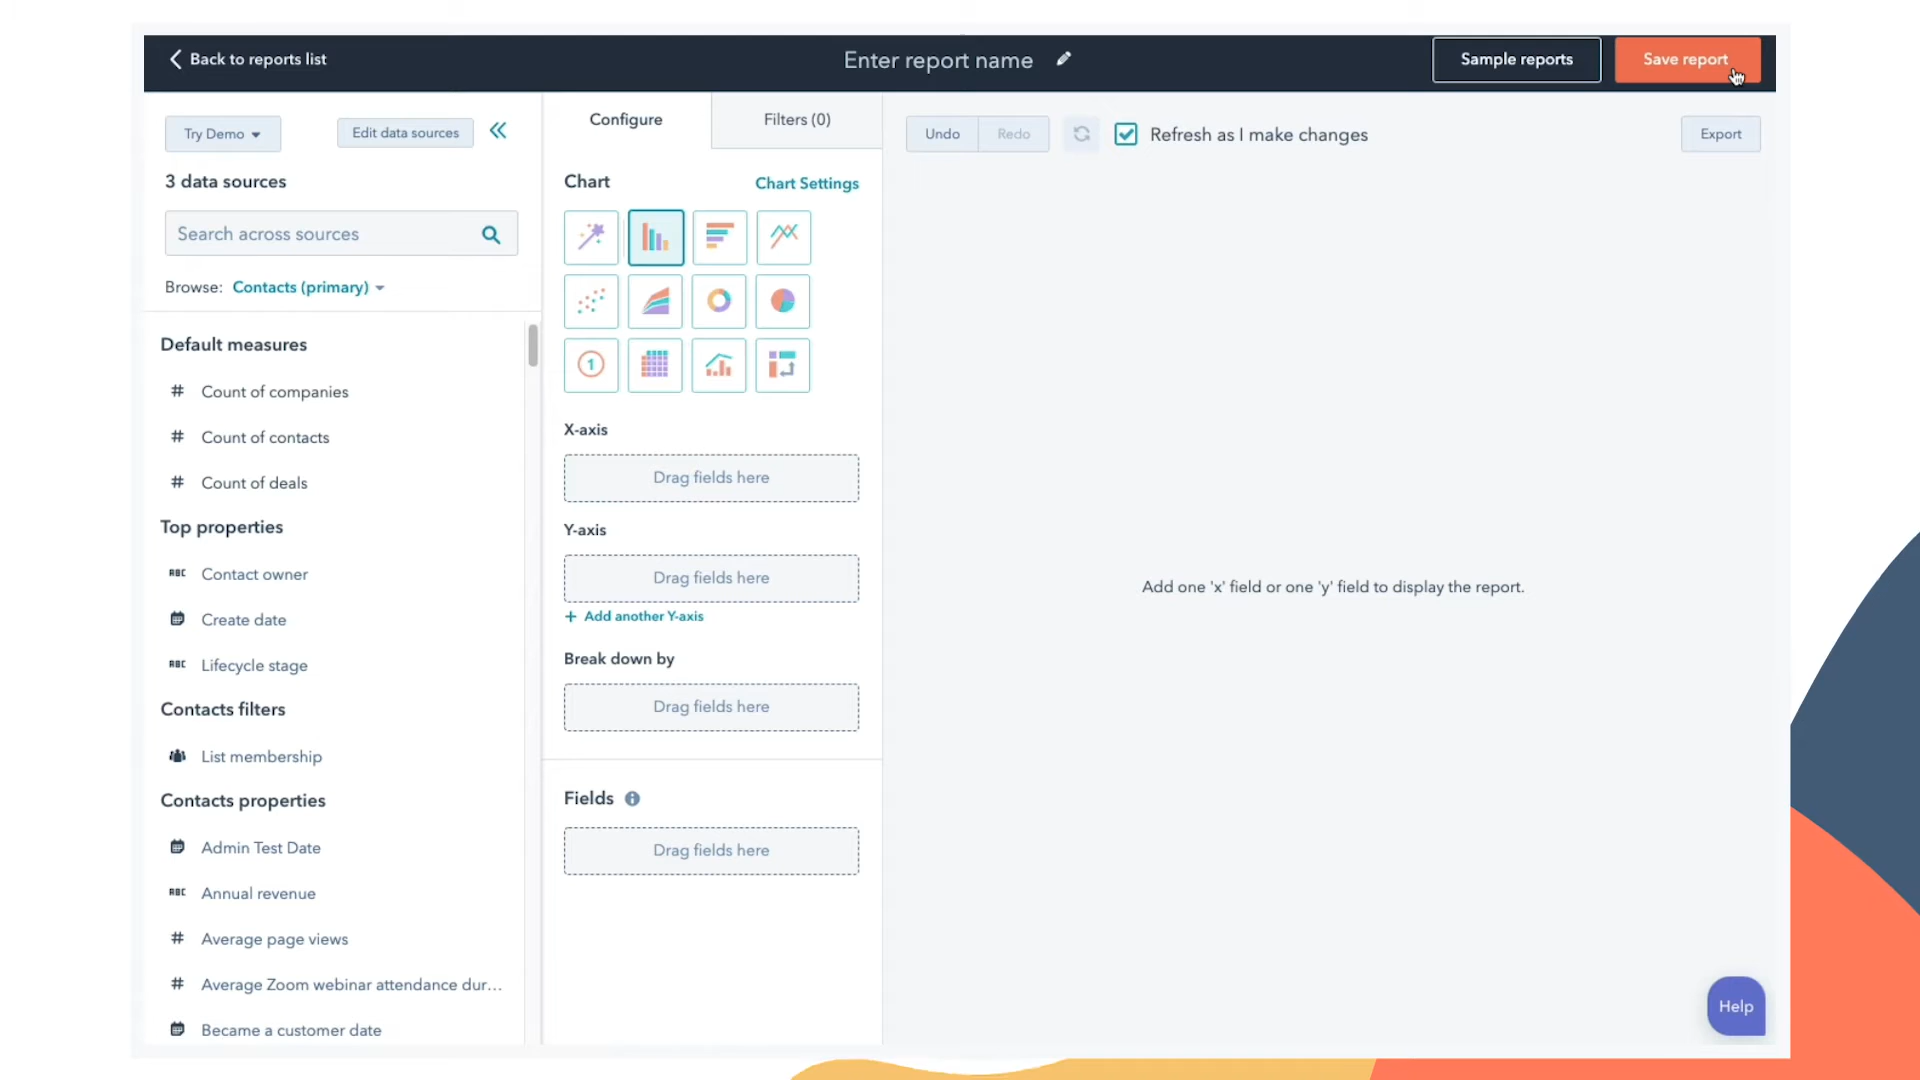 Back to reports list
Enter report name
Sample reports
Save report
Try Demo
Edit data sources
3 data sources
Search across sources
Browse: Contacts (primary)
Default measures
# Count of companies
# Count of contacts
# Count of deals
Top properties
ABC Contact owner
Create date
ABC Lifecycle stage
Contacts filters
List membership
Contacts properties
Admin Test Date
ABC Annual revenue
# Average page views
# Average Zoom webinar attendance dur...
Became a customer date
Configure
Filters (0)
Chart
Chart Settings
1
X-axis
Drag fields here
Y-axis
Drag fields here
+ Add another Y-axis
Break down by
Drag fields here
Fields
Drag fields here
Undo
Redo
Refresh as I make changes
Export
Add one 'x' field or one 'y' field to display the report.
Help